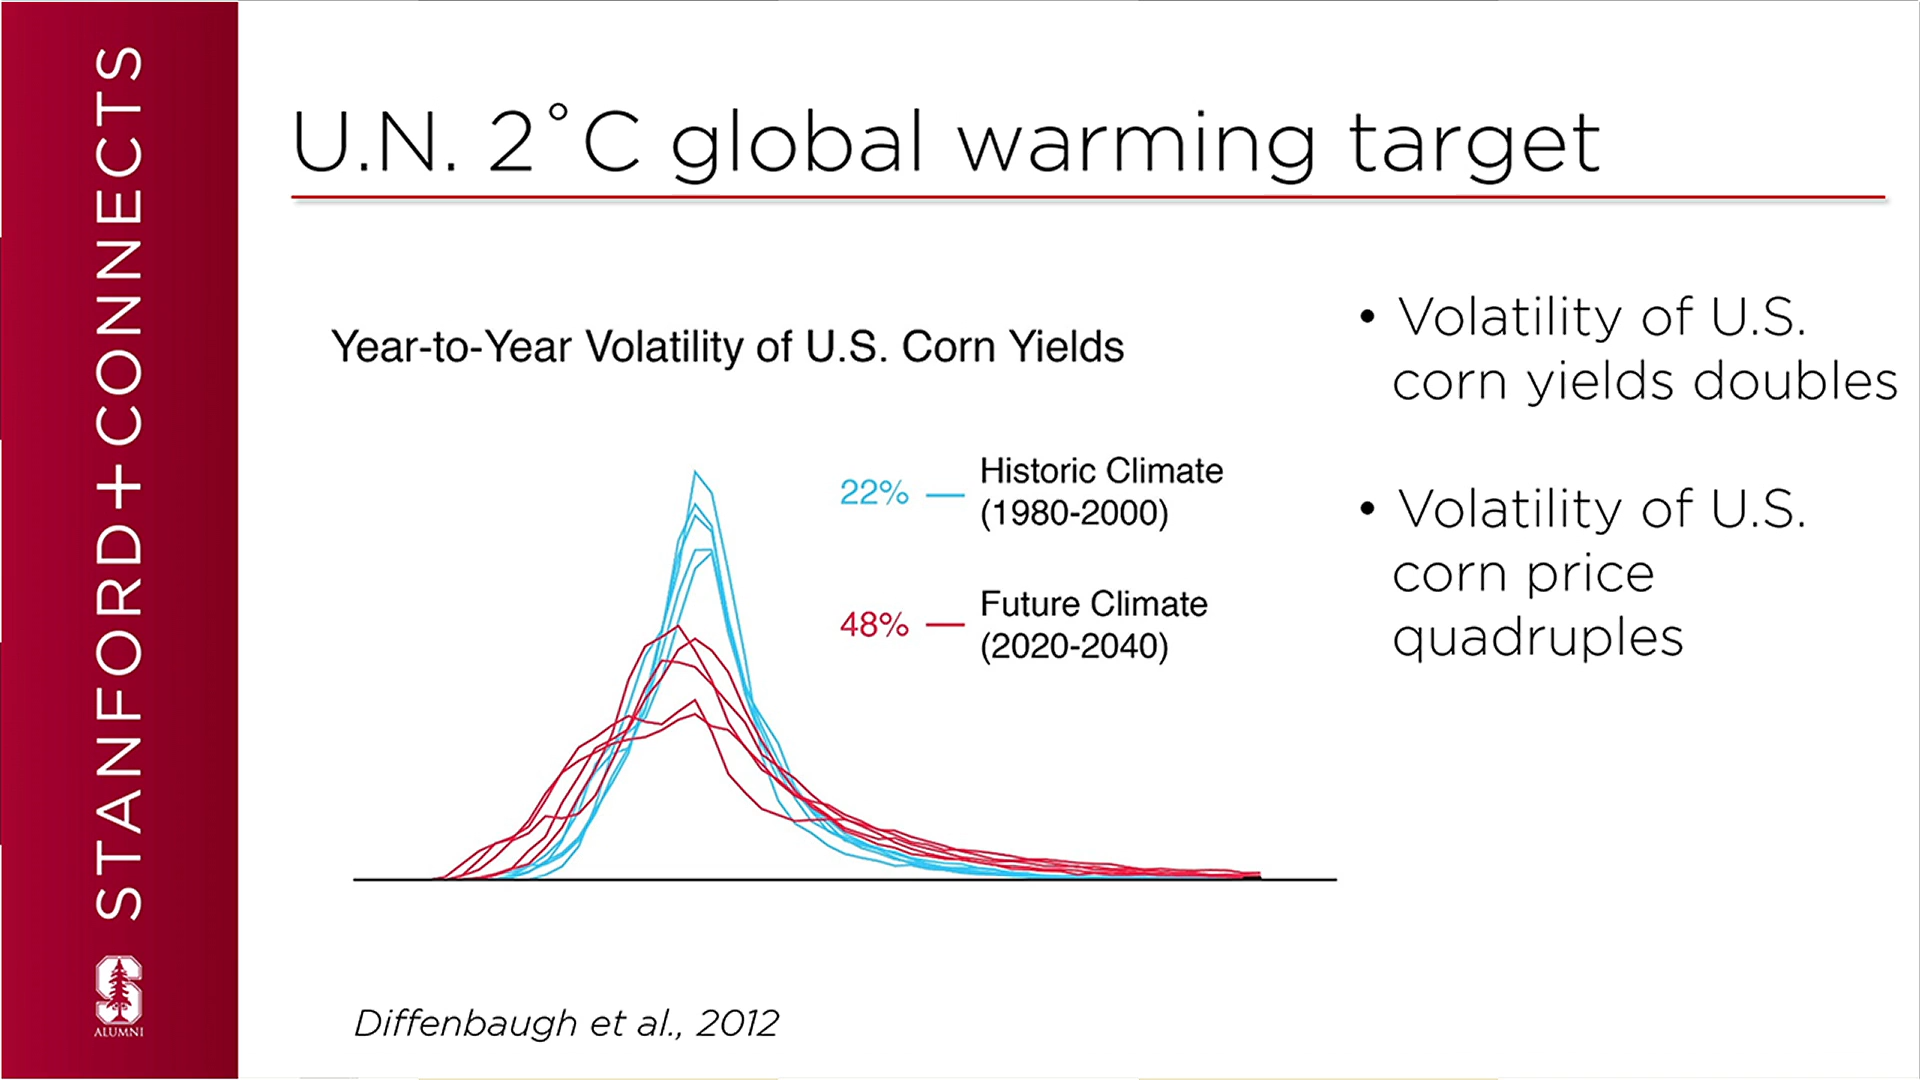 STANFORD+CONNECTS
ALUMNI
U.N. 2˚C global warming target
Year-to-Year Volatility of U.S. Corn Yields
22%
Historic Climate
(1980-2000)
48%
Future Climate
(2020-2040)
• Volatility of U.S.
corn yields doubles
• Volatility of U.S.
corn price
quadruples
Diffenbaugh et al., 2012